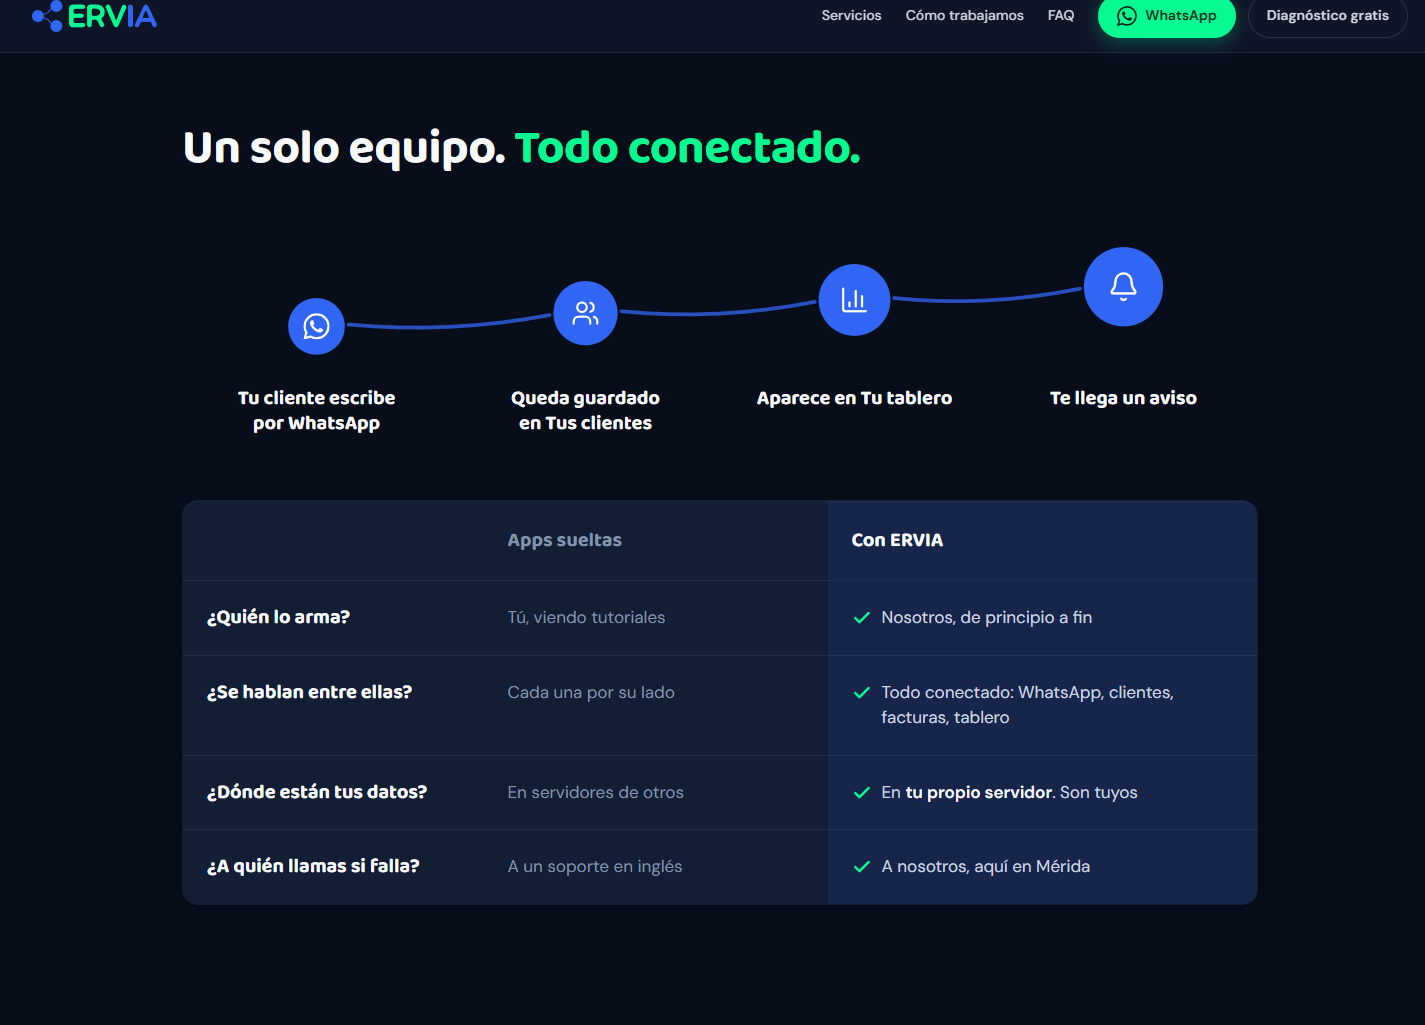 ERVIA
Servicios
Cómo trabajamos
FAQ
WhatsApp
Diagnóstico gratis
Un solo equipo. Todo conectado.
Tu cliente escribe
por WhatsApp
Queda guardado
en Tus clientes
Aparece en Tu tablero
Te llega un aviso
Apps sueltas
Con ERVIA
¿Quién lo arma?
Tú, viendo tutoriales
Nosotros, de principio a fin
¿Se hablan entre ellas?
Cada una por su lado
Todo conectado: WhatsApp, clientes,
facturas, tablero
¿Dónde están tus datos?
En servidores de otros
En tu propio servidor. Son tuyos
¿A quién llamas si falla?
A un soporte en inglés
A nosotros, aquí en Mérida